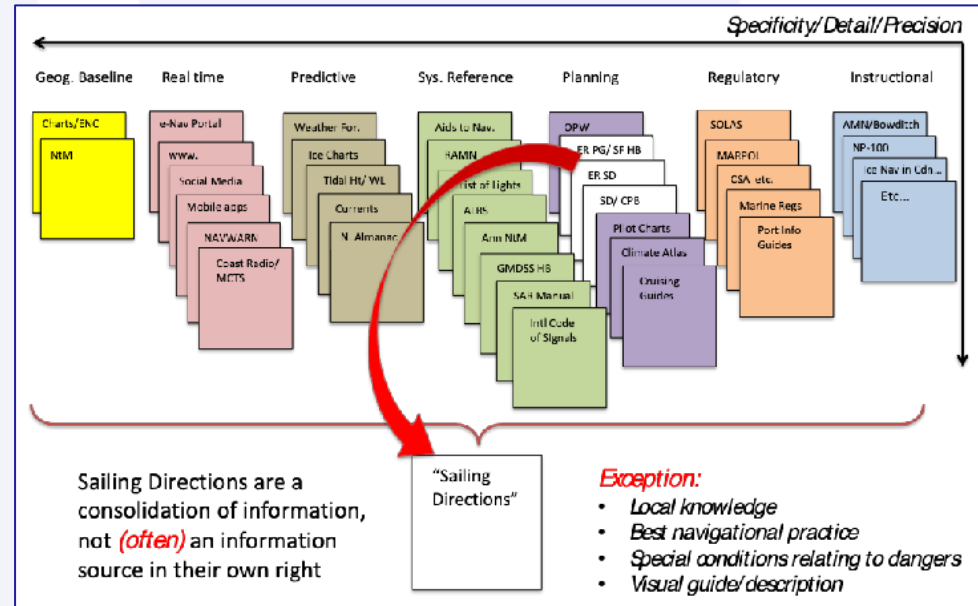 Specificity/Detail/Precision
Geog. Baseline
Real time
Predictive
Sys. Reference
Planning
Regulatory
Instructional
Charts/ENC
NtM
e-Nav Portal
www.
Social Media
Mobile apps
NAVWARN
Coast Radio/
MCTS
Weather For.
Ice Charts
Tidal Ht/ WL
Currents
N. Almanac
Aids to Nav.
RAMN
List of Lights
ALRS
Ann NtM
GMDSS HB
SAR Manual
Intl Code
of Signals
DPW
ER PG/ SF HB
ER SD
SD/ CPB
Pilot Charts
Climate Atlas
Cruising
Guides
SOLAS
MARPOL
CSA etc.
Marine Regs
Port Info
Guides
AMN/Bowditch
NP-100
Ice Nav in Cdn...
Etc...
Sailing Directions are a
consolidation of information,
not (often) an information
source in their own right
"Sailing
Directions"
Exception:
• Local knowledge
• Best navigational practice
• Special conditions relating to dangers
• Visual guide/description